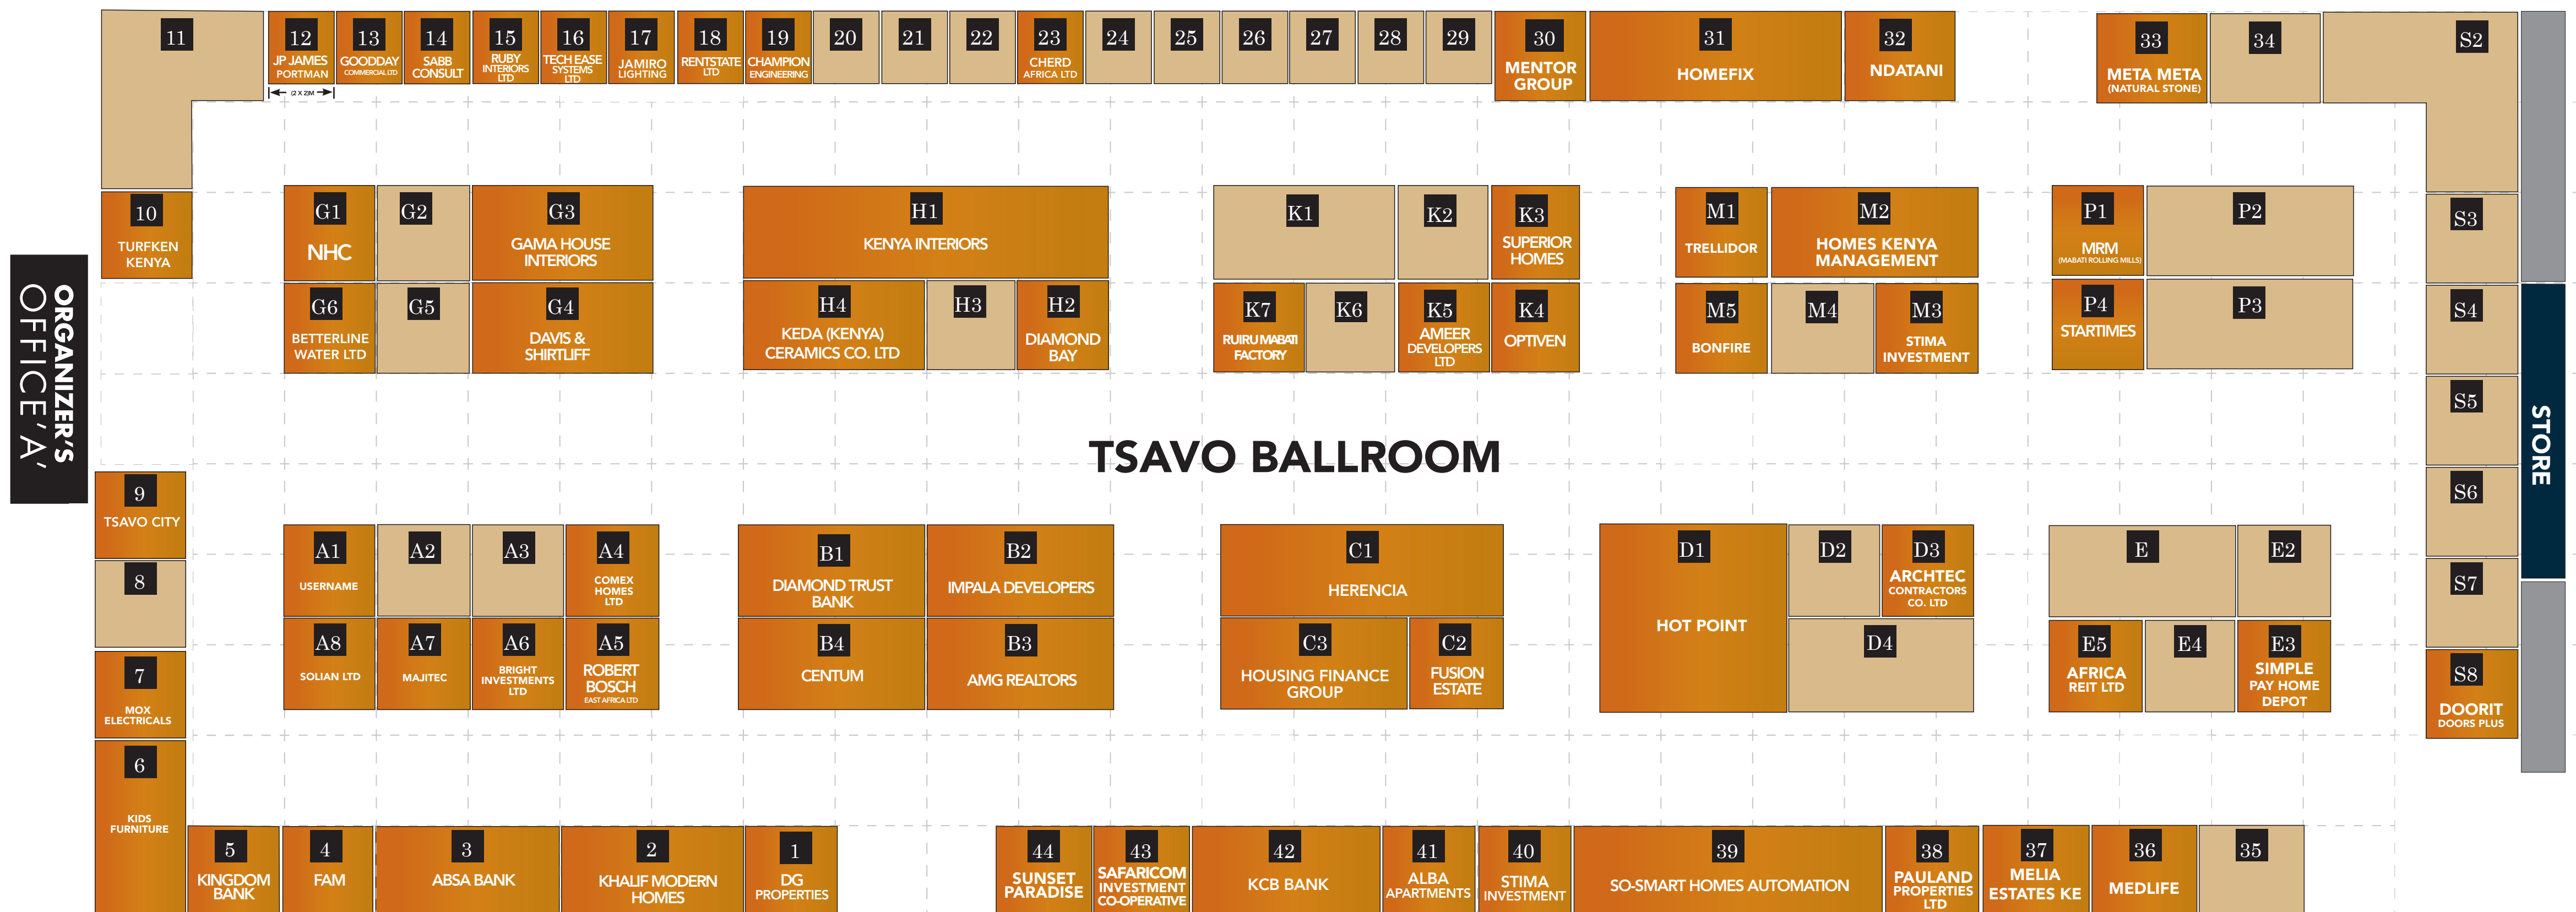 11
12
JP JAMES
PORTMAN
(2 X 2)M
13
GOODDAY
COMMERCIAL LTD
14
SABB
CONSULT
15
RUBY
INTERIORS
LTD
16
TECH EASE
SYSTEMS
LTD
17
JAMIRO
LIGHTING
18
RENTSTATE
LTD
19
CHAMPION
ENGINEERING
20
21
22
23
CHERD
AFRICA LTD
24
25
26
27
28
29
30
MENTOR
GROUP
31
HOMEFIX
32
NDATANI
33
META META
(NATURAL STONE)
34
S2
10
TURFKEN
KENYA
G1
NHC
G2
G3
GAMA HOUSE
INTERIORS
H1
KENYA INTERIORS
K1
K2
K3
SUPERIOR
HOMES
M1
TRELLIDOR
M2
HOMES KENYA
MANAGEMENT
P1
MRM
(MABATI ROLLING MILLS)
P2
S3
ORGANIZER'S
OFFICE'A'
G6
BETTERLINE
WATER LTD
G5
G4
DAVIS &
SHIRTLIFF
H4
KEDA (KENYA)
CERAMICS CO. LTD
H3
H2
DIAMOND
BAY
K7
RUIRU MABATI
FACTORY
K6
K5
AMEER
DEVELOPERS
LTD
K4
OPTIVEN
M5
BONFIRE
M4
M3
STIMA
INVESTMENT
P4
STARTIMES
P3
S4
S5
STORE
TSAVO BALLROOM
9
TSAVO CITY
S6
8
A1
USERNAME
A2
A3
A4
COMEX
HOMES
LTD
B1
DIAMOND TRUST
BANK
B2
IMPALA DEVELOPERS
C1
HERENCIA
D1
HOT POINT
D2
D3
ARCHTEC
CONTRACTORS
CO. LTD
E
E2
S7
7
MOX
ELECTRICALS
A8
SOLIAN LTD
A7
MAJITEC
A6
BRIGHT
INVESTMENTS
LTD
A5
ROBERT
BOSCH
EAST AFRICA LTD
B4
CENTUM
B3
AMG REALTORS
C3
HOUSING FINANCE
GROUP
C2
FUSION
ESTATE
D4
E5
AFRICA
REIT LTD
E4
E3
SIMPLE
PAY HOME
DEPOT
S8
DOORIT
DOORS PLUS
6
KIDS
FURNITURE
5
KINGDOM
BANK
4
FAM
3
ABSA BANK
2
KHALIF MODERN
HOMES
1
DG
PROPERTIES
44
SUNSET
PARADISE
43
SAFARICOM
INVESTMENT
CO-OPERATIVE
42
KCB BANK
41
ALBA
APARTMENTS
40
STIMA
INVESTMENT
39
SO-SMART HOMES AUTOMATION
38
PAULAND
PROPERTIES
LTD
37
MELIA
ESTATES KE
36
MEDLIFE
35